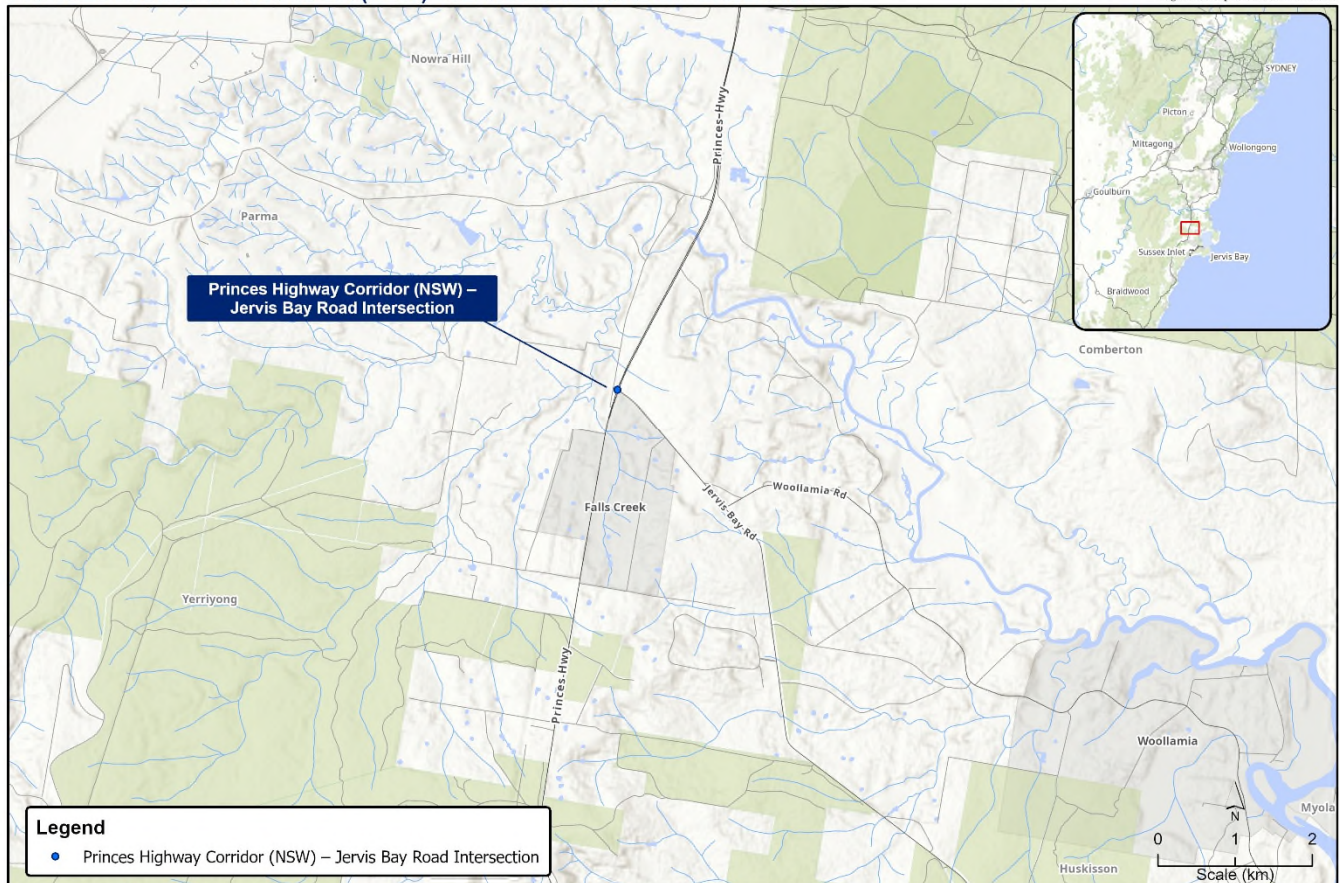 Nowra Hill
Princes-Hwy
SYDNEY
Picton
Mittagong
Wollongong
Goulburn
Sussex Inlet
Jervis Bay
Braidwood
Parma
Princes Highway Corridor (NSW) –
Jervis Bay Road Intersection
Comberton
Woollamia Rd
Jervis-Bay-Rd
Falls Creek
Yerriyong
Princes-Hwy
Woollamia
Myola
Huskisson
Legend
Princes Highway Corridor (NSW) – Jervis Bay Road Intersection
N
0 1 2
Scale (km)